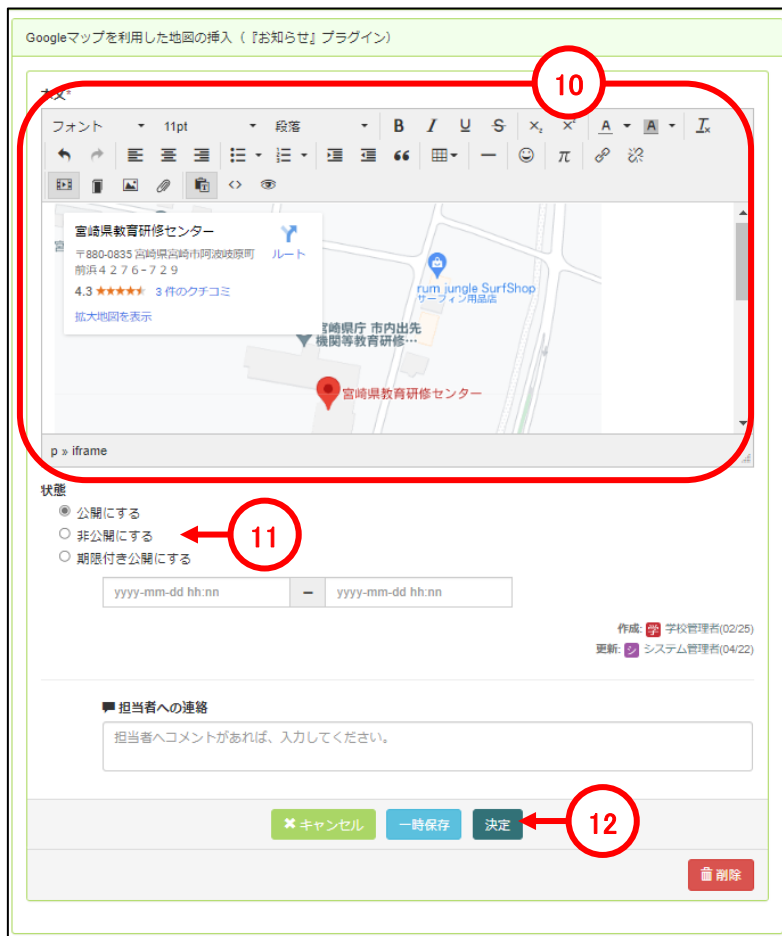 Googleマップを利用した地図の挿入（『お知らせ』プラグイン）
10
本文*
フォント 11pt 段落 B I U S X₂ X² A A Tx
π
宮崎県教育研修センター
〒880-0835 宮崎県宮崎市阿波岐原町
前浜４２７６−７２９
ルート
4.3 ★★★★★ 3 件のクチコミ
拡大地図を表示
rum jungle SurfShop
サーフィン用品店
宮崎県庁 市内出先
機関等教育研修…
宮崎県教育研修センター
p » iframe
状態
公開にする
非公開にする
11
期限付き公開にする
yyyy-mm-dd hh:nn – yyyy-mm-dd hh:nn
作成: 学 学校管理者(02/25)
更新: シ システム管理者(04/22)
担当者への連絡
担当者へコメントがあれば、入力してください。
キャンセル 一時保存 決定
12
削除